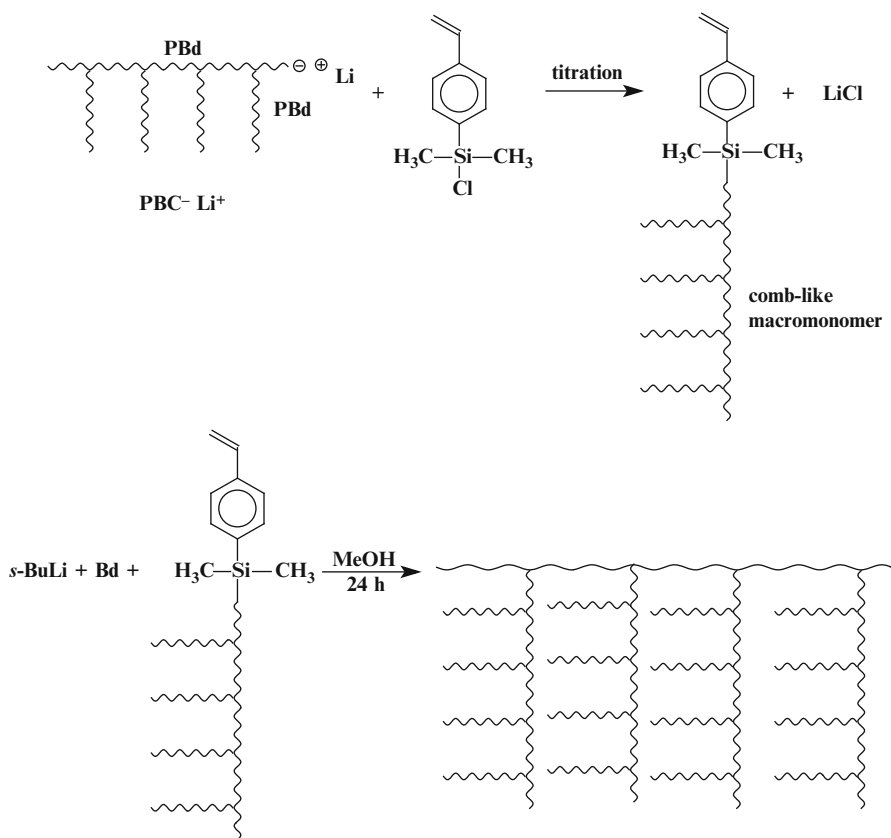 PBd
⊖ ⊕
Li
PBd
+
titration
+ LiCl
H₃C—Si—CH₃
Cl
H₃C—Si—CH₃
PBC⁻ Li⁺
comb-like
macromonomer
s-BuLi + Bd +
H₃C—Si—CH₃
MeOH
24 h